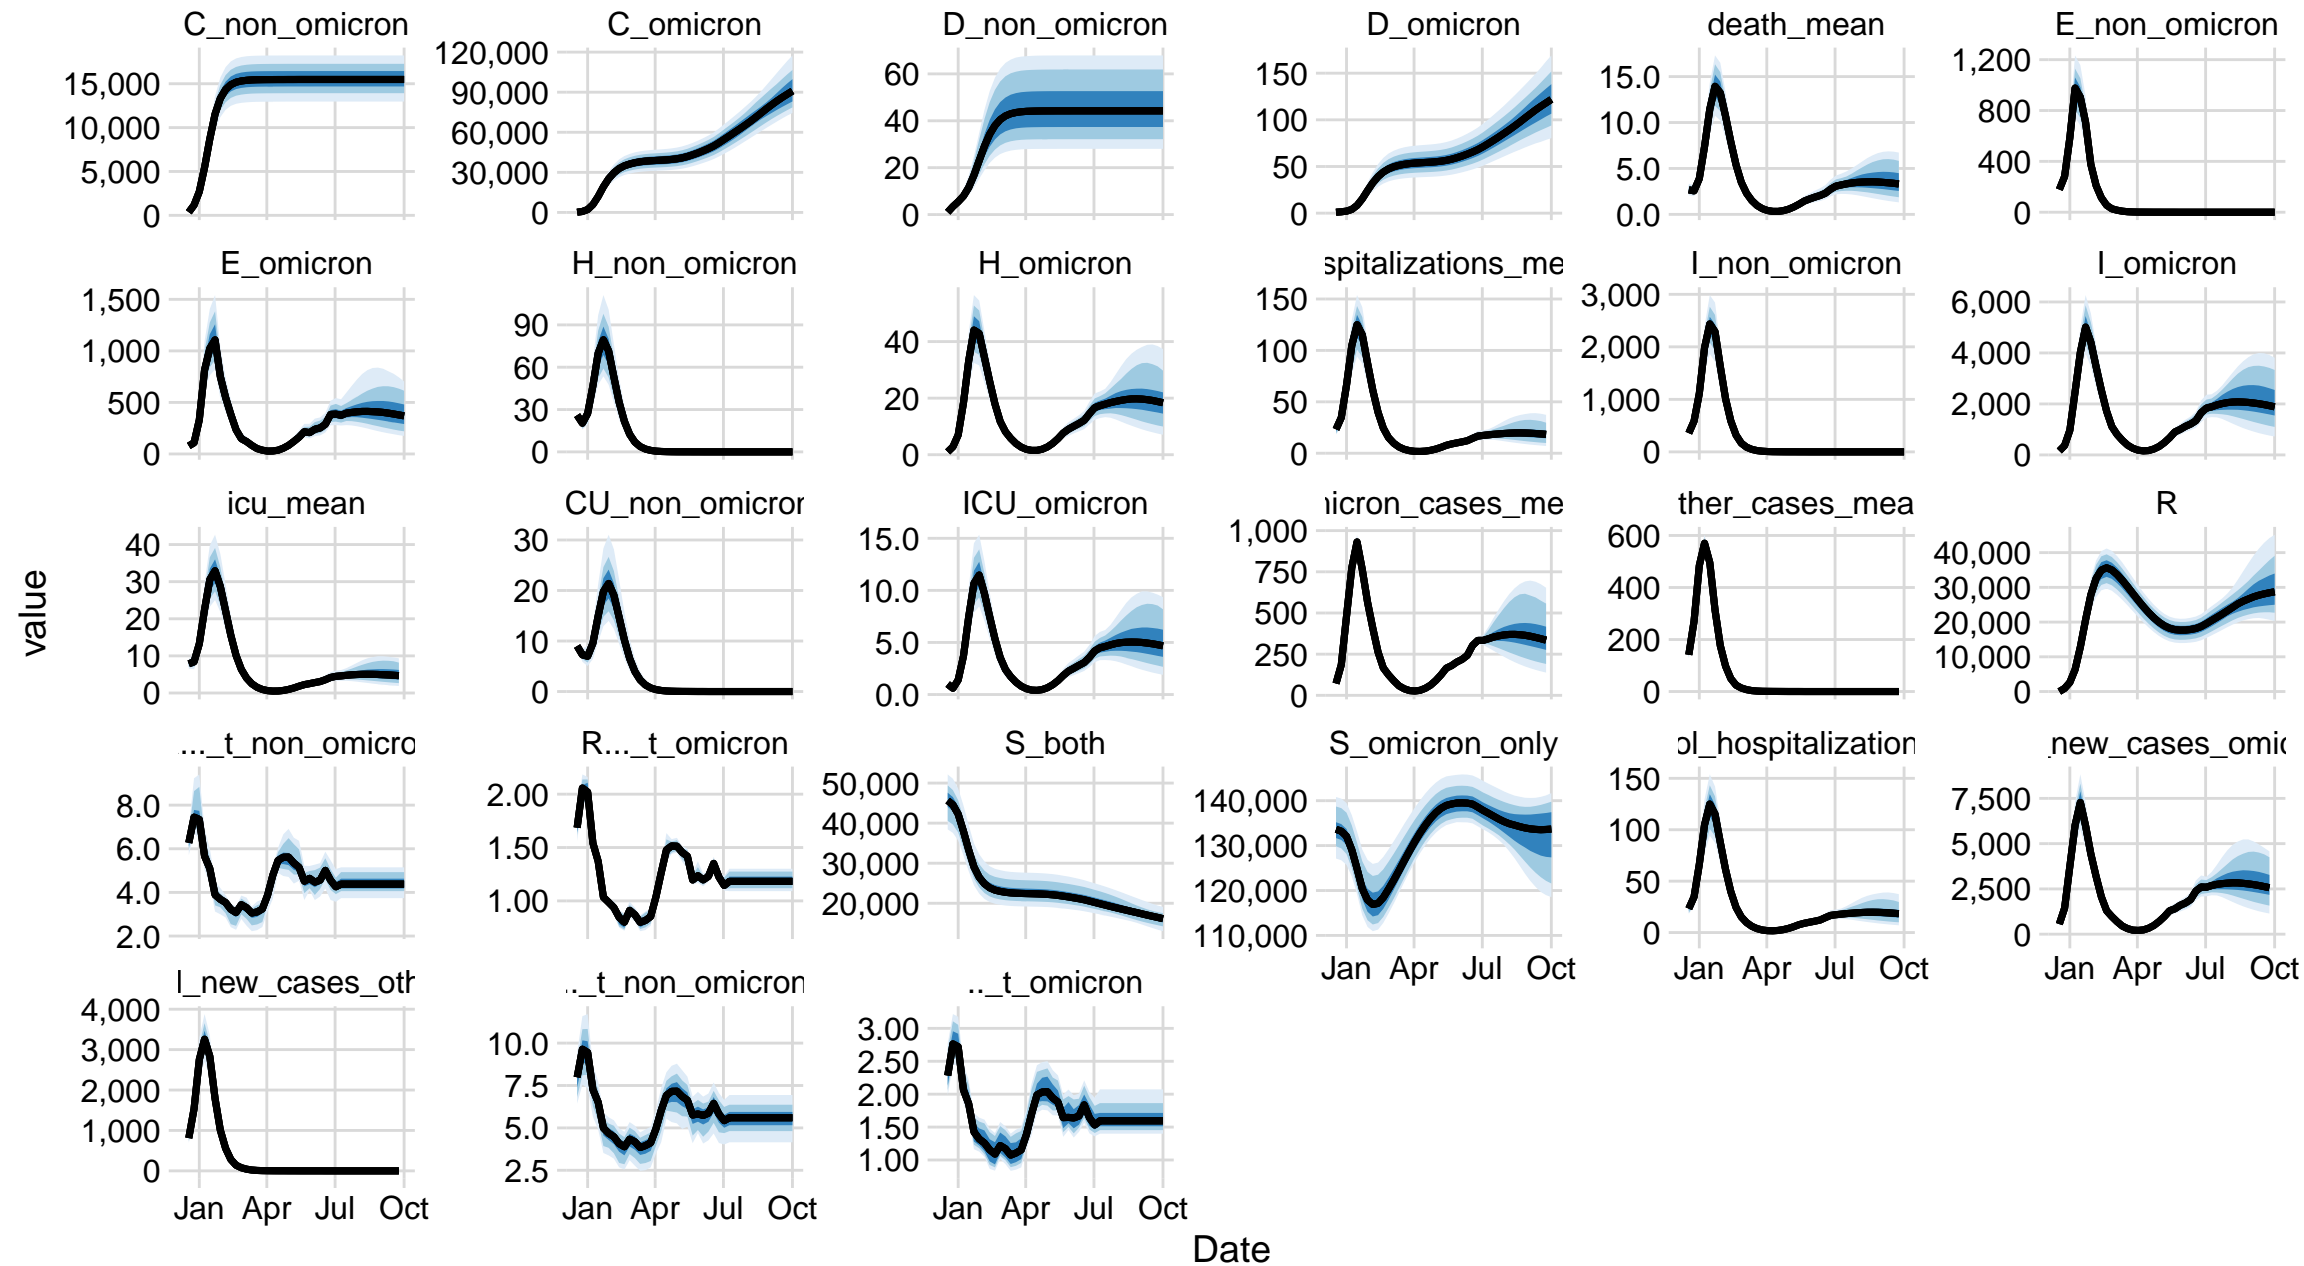 C_non_omicron C_omicron D_non_omicron D_omicron death_mean E_non_omicron
15,000 10,000 5,000 0
120,000 90,000 60,000 30,000 0
60 40 20 0
150 100 50 0
15.0 10.0 5.0 0.0
1,200 800 400 0
E_omicron H_non_omicron H_omicron spitalizations_me I_non_omicron I_omicron
1,500 1,000 500 0
90 60 30 0
40 20 0
150 100 50 0
3,000 2,000 1,000 0
6,000 4,000 2,000 0
icu_mean CU_non_omicron ICU_omicron nicron_cases_me ther_cases_mea R
40 30 20 10 0
30 20 10 0
15.0 10.0 5.0 0.0
1,000 750 500 250 0
600 400 200 0
40,000 30,000 20,000 10,000 0
value
..._t_non_omicro R..._t_omicron S_both S_omicron_only ol_hospitalization _new_cases_omic
8.0 6.0 4.0 2.0
2.00 1.50 1.00
50,000 40,000 30,000 20,000
140,000 130,000 120,000 110,000
150 100 50 0
7,500 5,000 2,500 0
Jan Apr Jul Oct Jan Apr Jul Oct Jan Apr Jul Oct
l_new_cases_oth .._t_non_omicron .._t_omicron
4,000 3,000 2,000 1,000 0
10.0 7.5 5.0 2.5
3.00 2.50 2.00 1.50 1.00
Jan Apr Jul Oct Jan Apr Jul Oct Jan Apr Jul Oct
Date